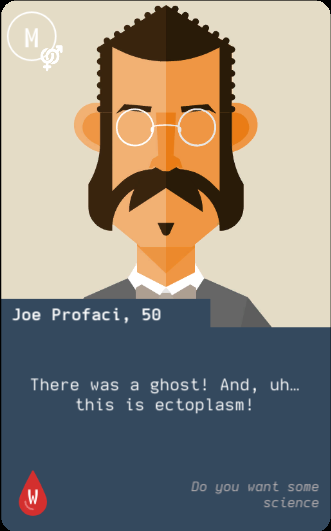 M
Joe Profaci, 50
There was a ghost! And, uh…
this is ectoplasm!
W
Do you want some
science